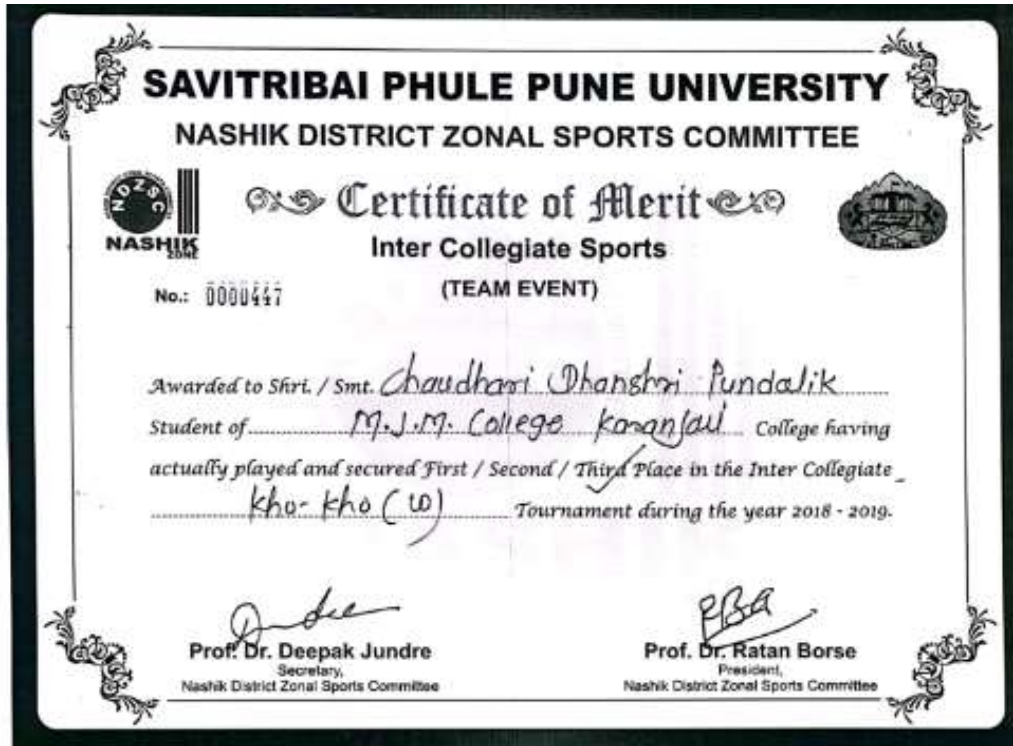 SAVITRIBAI PHULE PUNE UNIVERSITY
NASHIK DISTRICT ZONAL SPORTS COMMITTEE
NDZSC
NASHIK
ZONE
Certificate of Merit
Inter Collegiate Sports
(TEAM EVENT)
No.: 0000447
Awarded to Shri. / Smt. Chaudhari Dhanshri Pundalik
Student of M.J.M. College Karanjali College having
actually played and secured First / Second / Third Place in the Inter Collegiate
Kho-Kho (W) Tournament during the year 2018 - 2019.
Prof. Dr. Deepak Jundre
Secretary,
Nashik District Zonal Sports Committee
Prof. Dr. Ratan Borse
President,
Nashik District Zonal Sports Committee